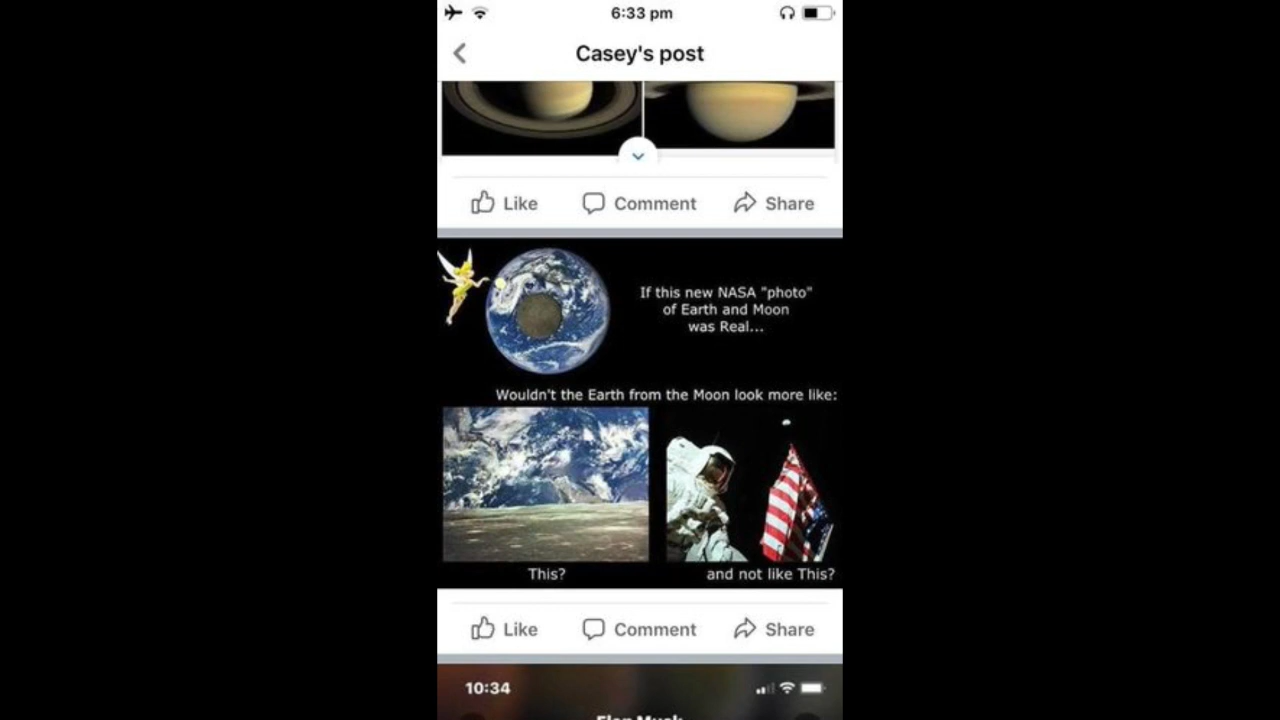 6:33 pm
Casey's post
Like Comment Share
If this new NASA "photo"
of Earth and Moon
was Real...
Wouldn't the Earth from the Moon look more like:
This? and not like This?
Like Comment Share
10:34
Elon Musk